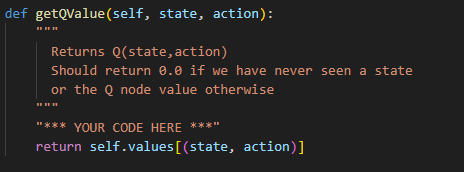 def getQValue(self, state, action):
"""
Returns Q(state,action)
Should return 0.0 if we have never seen a state
or the Q node value otherwise
"""
"*** YOUR CODE HERE ***"
return self.values[(state, action)]